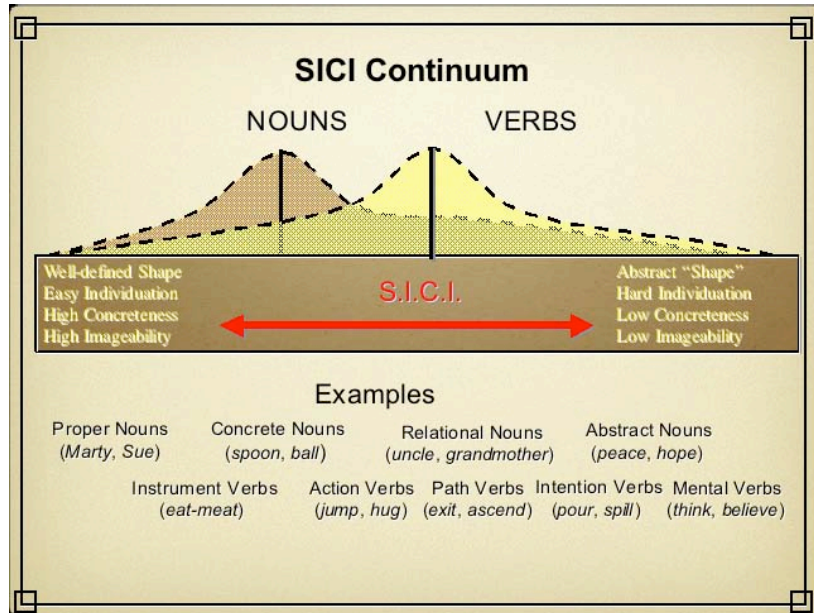 SICI Continuum
NOUNS VERBS
Well-defined Shape
Easy Individuation
High Concreteness
High Imageability
S.I.C.I.
Abstract “Shape”
Hard Individuation
Low Concreteness
Low Imageability
Examples
Proper Nouns
(Marty, Sue)
Concrete Nouns
(spoon, ball)
Relational Nouns
(uncle, grandmother)
Abstract Nouns
(peace, hope)
Instrument Verbs
(eat-meat)
Action Verbs
(jump, hug)
Path Verbs
(exit, ascend)
Intention Verbs
(pour, spill)
Mental Verbs
(think, believe)